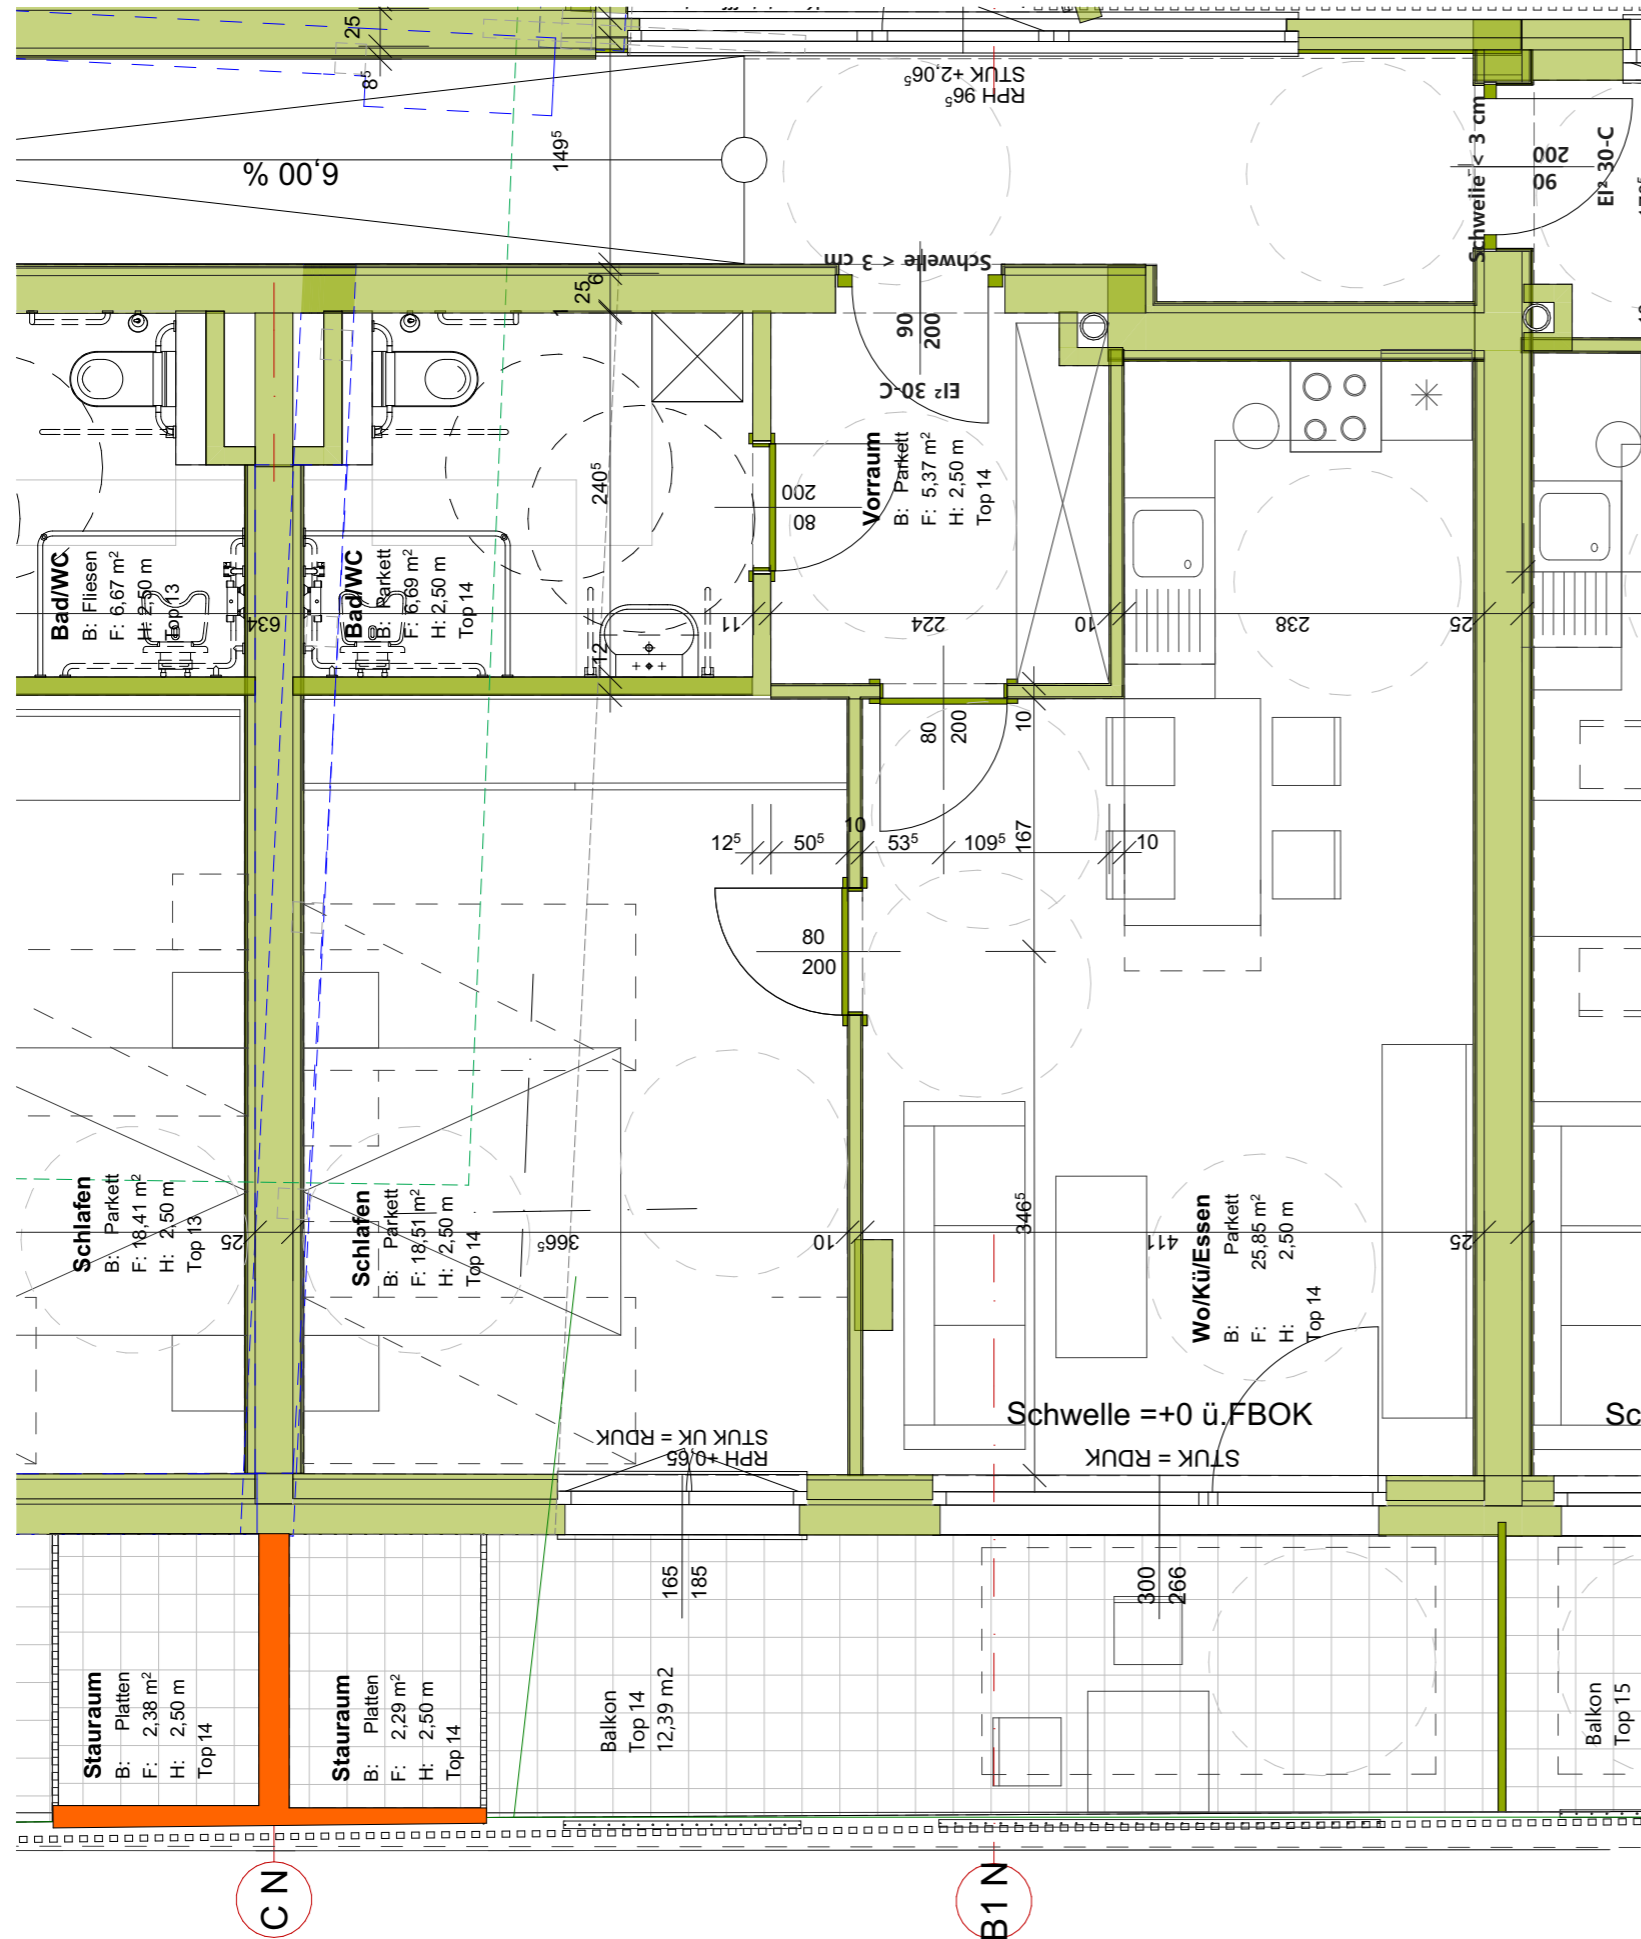 25
8⁵
6,00 %
149⁵
STUK +2,06⁵
RPH 96⁵
Schwelle < 3 cm
90
200
EI² 30-C
Schwelle < 3 cm
25
6
1
90
200
EI² 30-C
Vorraum
B: Parkett
F: 5,37 m²
H: 2,50 m
Top 14
80
200
240⁵
Bad/WC
B: Fliesen
F: 6,67 m²
H: 2,50 m
Top 13
634
Bad/WC
B: Parkett
F: 6,69 m²
H: 2,50 m
Top 14
12
11
224
10
238
25
80
200
10
12⁵
50⁵
10
53⁵
109⁵
10
167
80
200
Schlafen
B: Parkett
F: 18,41 m²
H: 2,50 m
Top 13
25
Schlafen
B: Parkett
F: 18,51 m²
H: 2,50 m
Top 14
366⁵
10
346⁵
411
Wo/Kü/Essen
B: Parkett
F: 25,85 m²
H: 2,50 m
Top 14
25
STUK UK = RDUK
RPH +0,65
Schwelle =+0 ü.FBOK
STUK = RDUK
Sc
165
185
300
266
Stauraum
B: Platten
F: 2,38 m²
H: 2,50 m
Top 14
Stauraum
B: Platten
F: 2,29 m²
H: 2,50 m
Top 14
Balkon
Top 14
12,39 m2
Balkon
Top 15
C N
B1 N